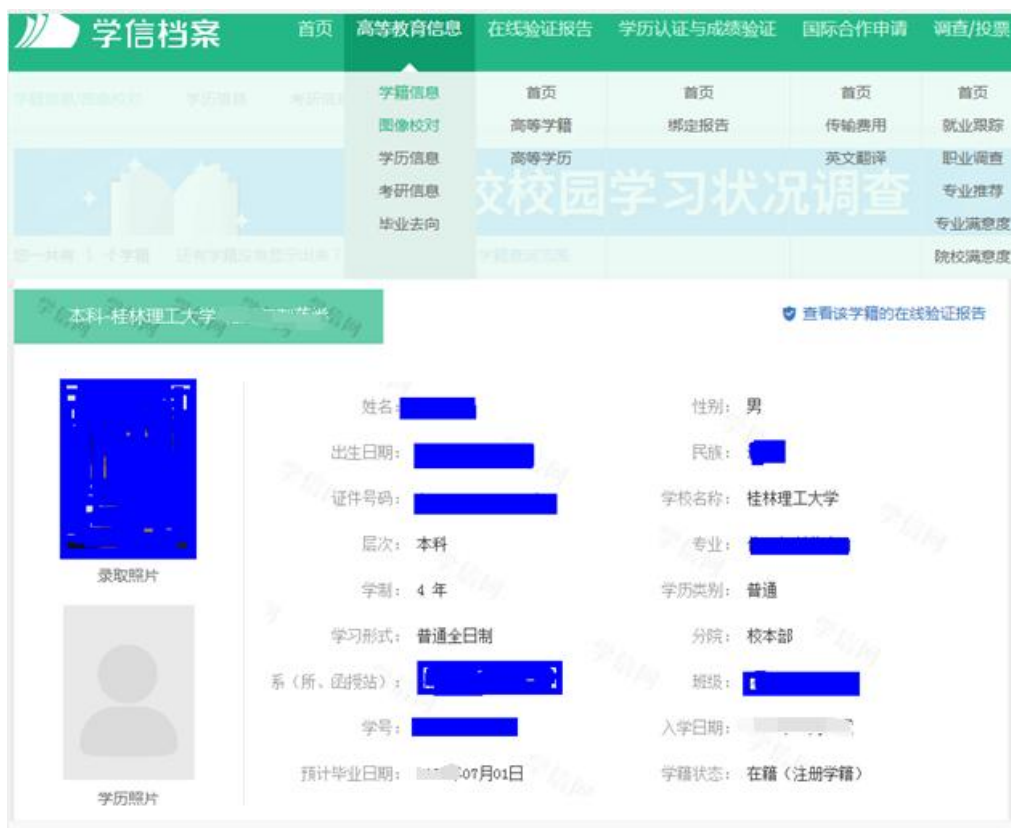 学信档案 首页 高等教育信息 在线验证报告 学历认证与成绩验证 国际合作申请 调查/投票
学籍信息 首页 首页 首页 首页
图像校对 高等学籍 绑定报告 传输费用 就业跟踪
学历信息 高等学历 英文翻译 职业调查
考研信息 专业推荐
毕业去向 专业满意度
校园学习状况调查
院校满意度
本科-桂林理工大学
查看该学籍的在线验证报告
姓名: 性别: 男
出生日期: 民族:
证件号码: 学校名称: 桂林理工大学
层次: 本科 专业:
录取照片
学制: 4 年 学历类别: 普通
学习形式: 普通全日制 分院: 校本部
系（所、函授站）: 班级:
学号: 入学日期:
预计毕业日期: 07月01日 学籍状态: 在籍（注册学籍）
学历照片
学信网